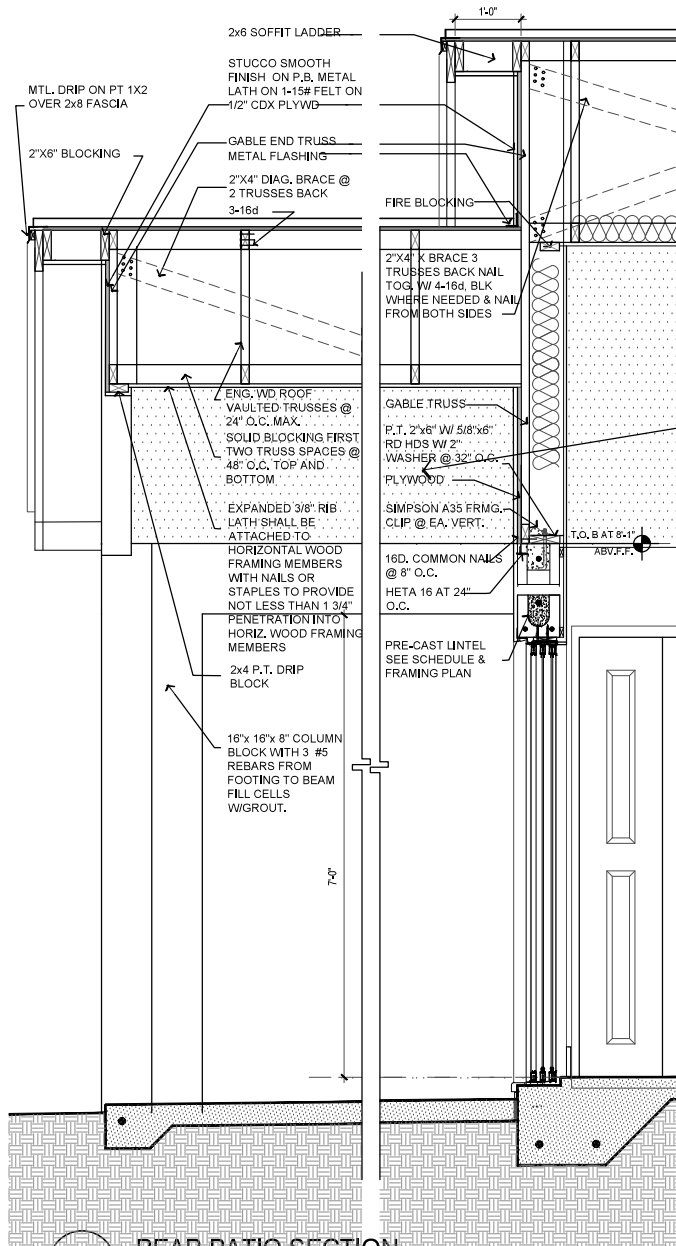 1'-0"
2x6 SOFFIT LADDER
STUCCO SMOOTH
FINISH ON P.B. METAL
LATH ON 1-15# FELT ON
1/2" CDX PLYWD
MTL. DRIP ON PT 1X2
OVER 2x8 FASCIA
2"X6" BLOCKING
GABLE END TRUSS
METAL FLASHING
2"X4" DIAG. BRACE @
2 TRUSSES BACK
3-16d
FIRE BLOCKING
2"X4" X BRACE 3
TRUSSES BACK NAIL
TOG. W/ 4-16d, BLK
WHERE NEEDED & NAIL
FROM BOTH SIDES
ENG. WD ROOF
VAULTED TRUSSES @
24" O.C. MAX.
SOLID BLOCKING FIRST
TWO TRUSS SPACES @
48" O.C. TOP AND
BOTTOM
GABLE TRUSS
P.T. 2"x6" W/ 5/8"x6"
RD HDS W/ 2"
WASHER @ 32" O.C.
PLYWOOD
SIMPSON A35 FRMG.
CLIP @ EA. VERT.
T.O. B AT 8'-1"
ABV.F.F.
16D. COMMON NAILS
@ 8" O.C.
HETA 16 AT 24"
O.C.
EXPANDED 3/8" RIB
LATH SHALL BE
ATTACHED TO
HORIZONTAL WOOD
FRAMING MEMBERS
WITH NAILS OR
STAPLES TO PROVIDE
NOT LESS THAN 1 3/4"
PENETRATION INTO
HORIZ. WOOD FRAMING
MEMBERS
PRE-CAST LINTEL
SEE SCHEDULE &
FRAMING PLAN
2x4 P.T. DRIP
BLOCK
16"x 16"x 8" COLUMN
BLOCK WITH 3 #5
REBARS FROM
FOOTING TO BEAM
FILL CELLS
W/GROUT.
7'-0"
REAR PATIO SECTION